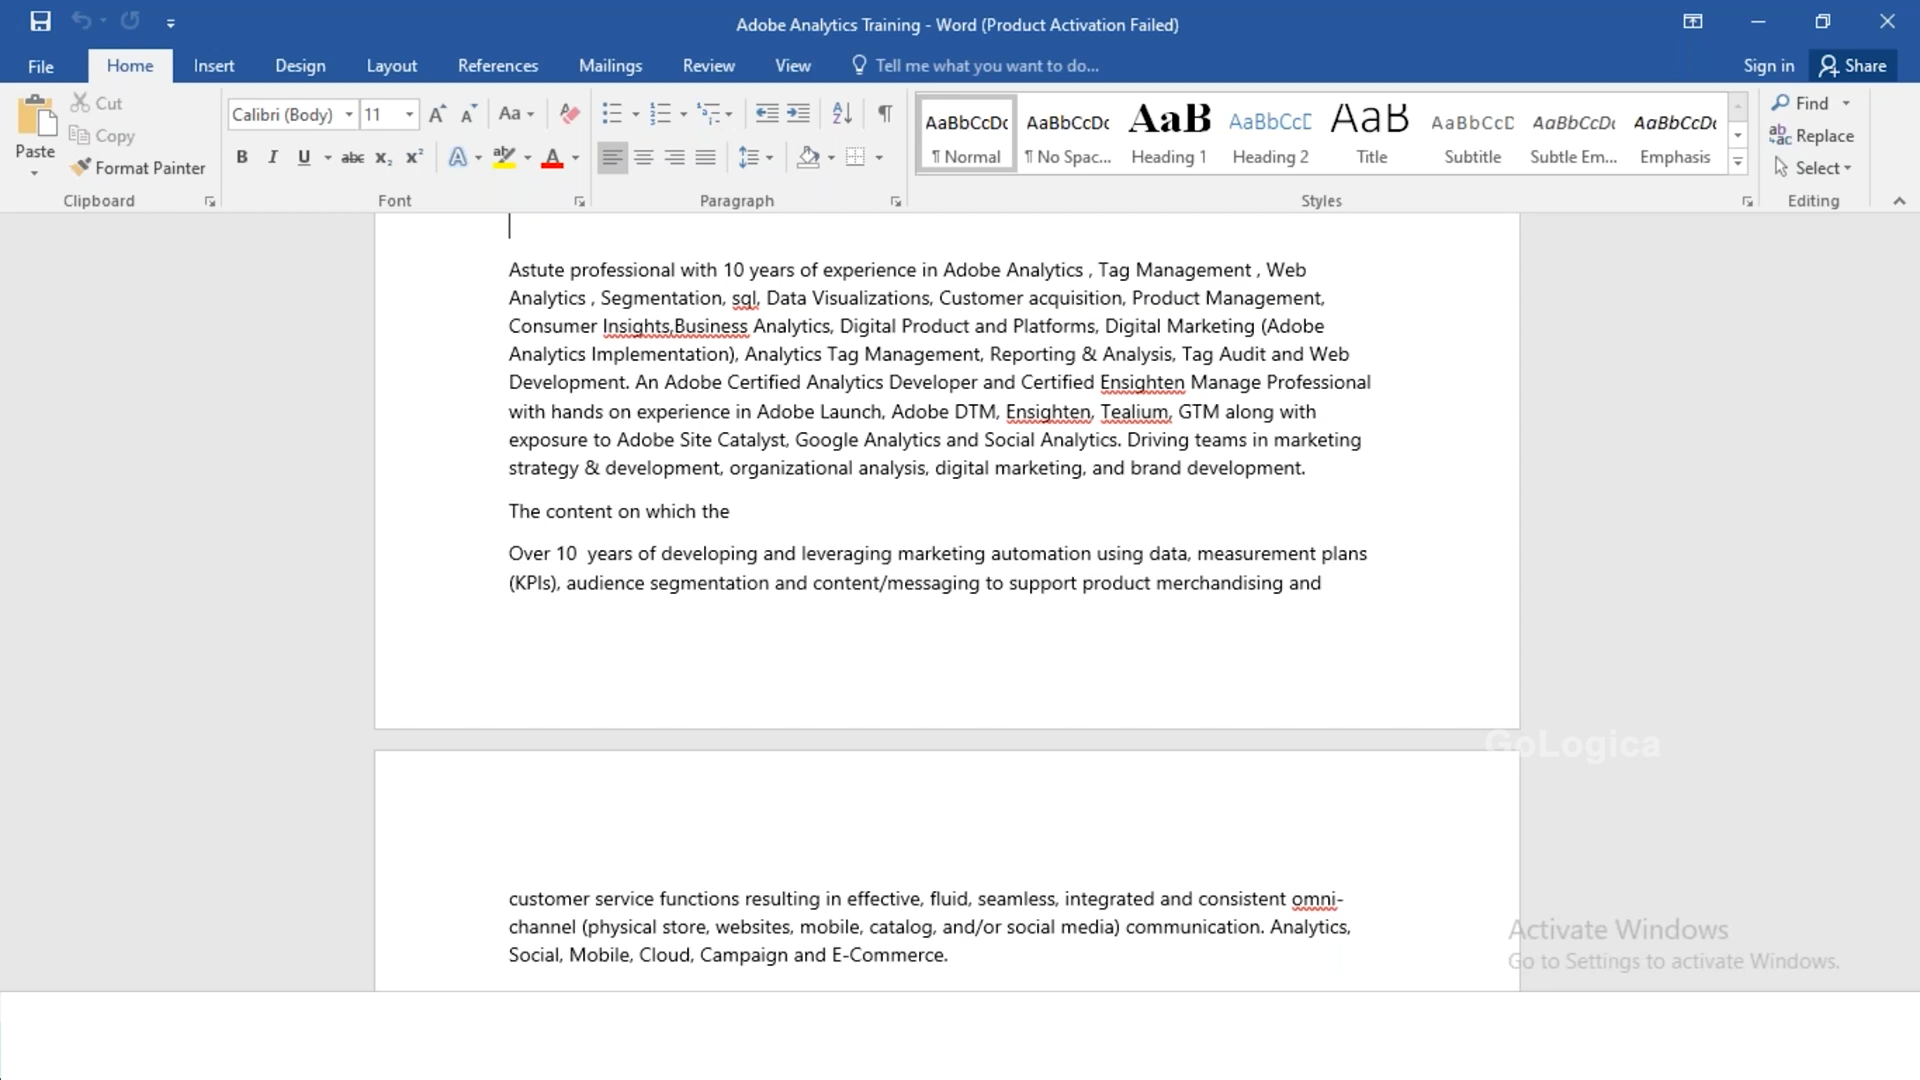 Adobe Analytics Training - Word (Product Activation Failed)
File Home Insert Design Layout References Mailings Review View Tell me what you want to do... Sign in Share
Paste
Cut
Copy
Format Painter
Clipboard
Calibri (Body) 11
Font
Paragraph
AaBbCcDc AaBbCcDc AaB AaBbCcD AaB AaBbCcD AaBbCcDc AaBbCcDc
¶ Normal ¶ No Spac... Heading 1 Heading 2 Title Subtitle Subtle Em... Emphasis
Styles
Find
Replace
Select
Editing
Astute professional with 10 years of experience in Adobe Analytics , Tag Management , Web
Analytics , Segmentation, sql, Data Visualizations, Customer acquisition, Product Management,
Consumer Insights,Business Analytics, Digital Product and Platforms, Digital Marketing (Adobe
Analytics Implementation), Analytics Tag Management, Reporting & Analysis, Tag Audit and Web
Development. An Adobe Certified Analytics Developer and Certified Ensighten Manage Professional
with hands on experience in Adobe Launch, Adobe DTM, Ensighten, Tealium, GTM along with
exposure to Adobe Site Catalyst, Google Analytics and Social Analytics. Driving teams in marketing
strategy & development, organizational analysis, digital marketing, and brand development.
The content on which the
Over 10  years of developing and leveraging marketing automation using data, measurement plans
(KPIs), audience segmentation and content/messaging to support product merchandising and
GoLogica
customer service functions resulting in effective, fluid, seamless, integrated and consistent omni-
channel (physical store, websites, mobile, catalog, and/or social media) communication. Analytics,
Social, Mobile, Cloud, Campaign and E-Commerce.
Activate Windows
Go to Settings to activate Windows.